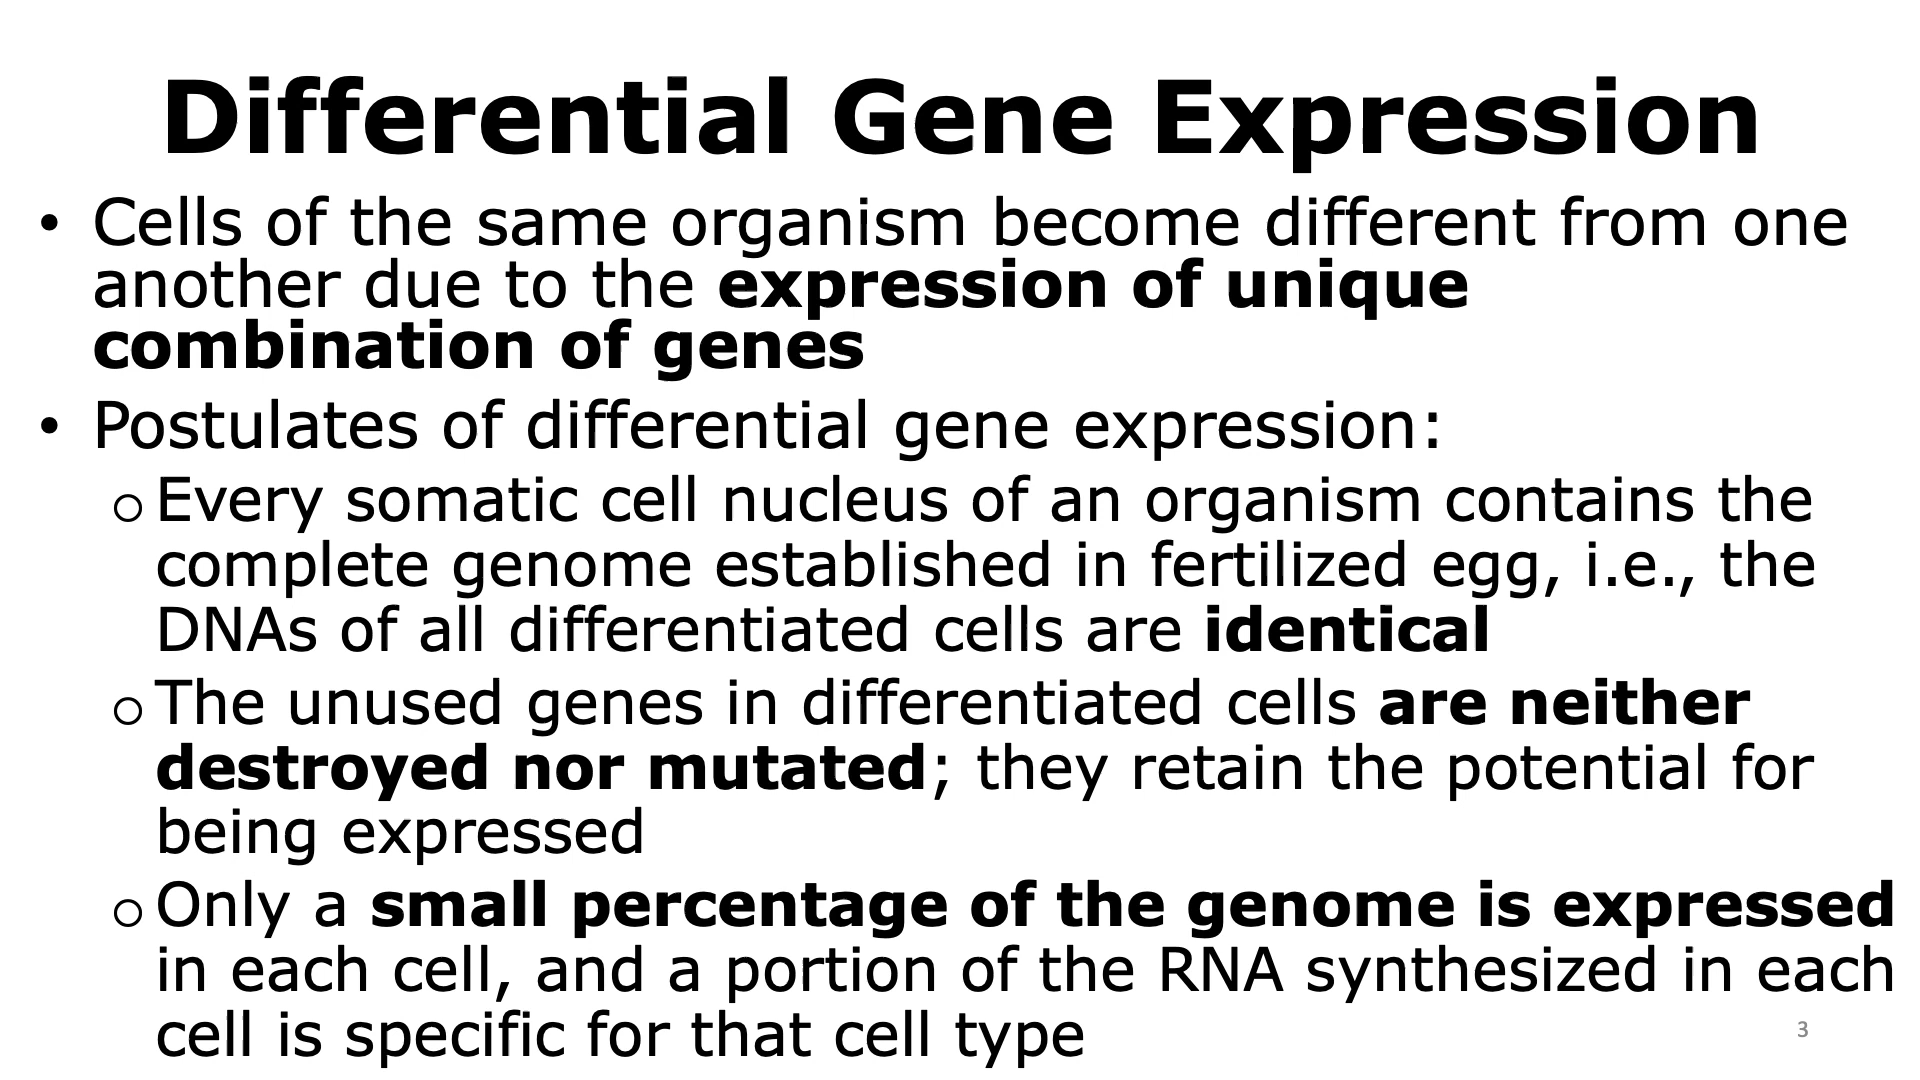 Differential Gene Expression
• Cells of the same organism become different from one
another due to the expression of unique
combination of genes
• Postulates of differential gene expression:
○ Every somatic cell nucleus of an organism contains the
complete genome established in fertilized egg, i.e., the
DNAs of all differentiated cells are identical
○ The unused genes in differentiated cells are neither
destroyed nor mutated; they retain the potential for
being expressed
○ Only a small percentage of the genome is expressed
in each cell, and a portion of the RNA synthesized in each
cell is specific for that cell type
3